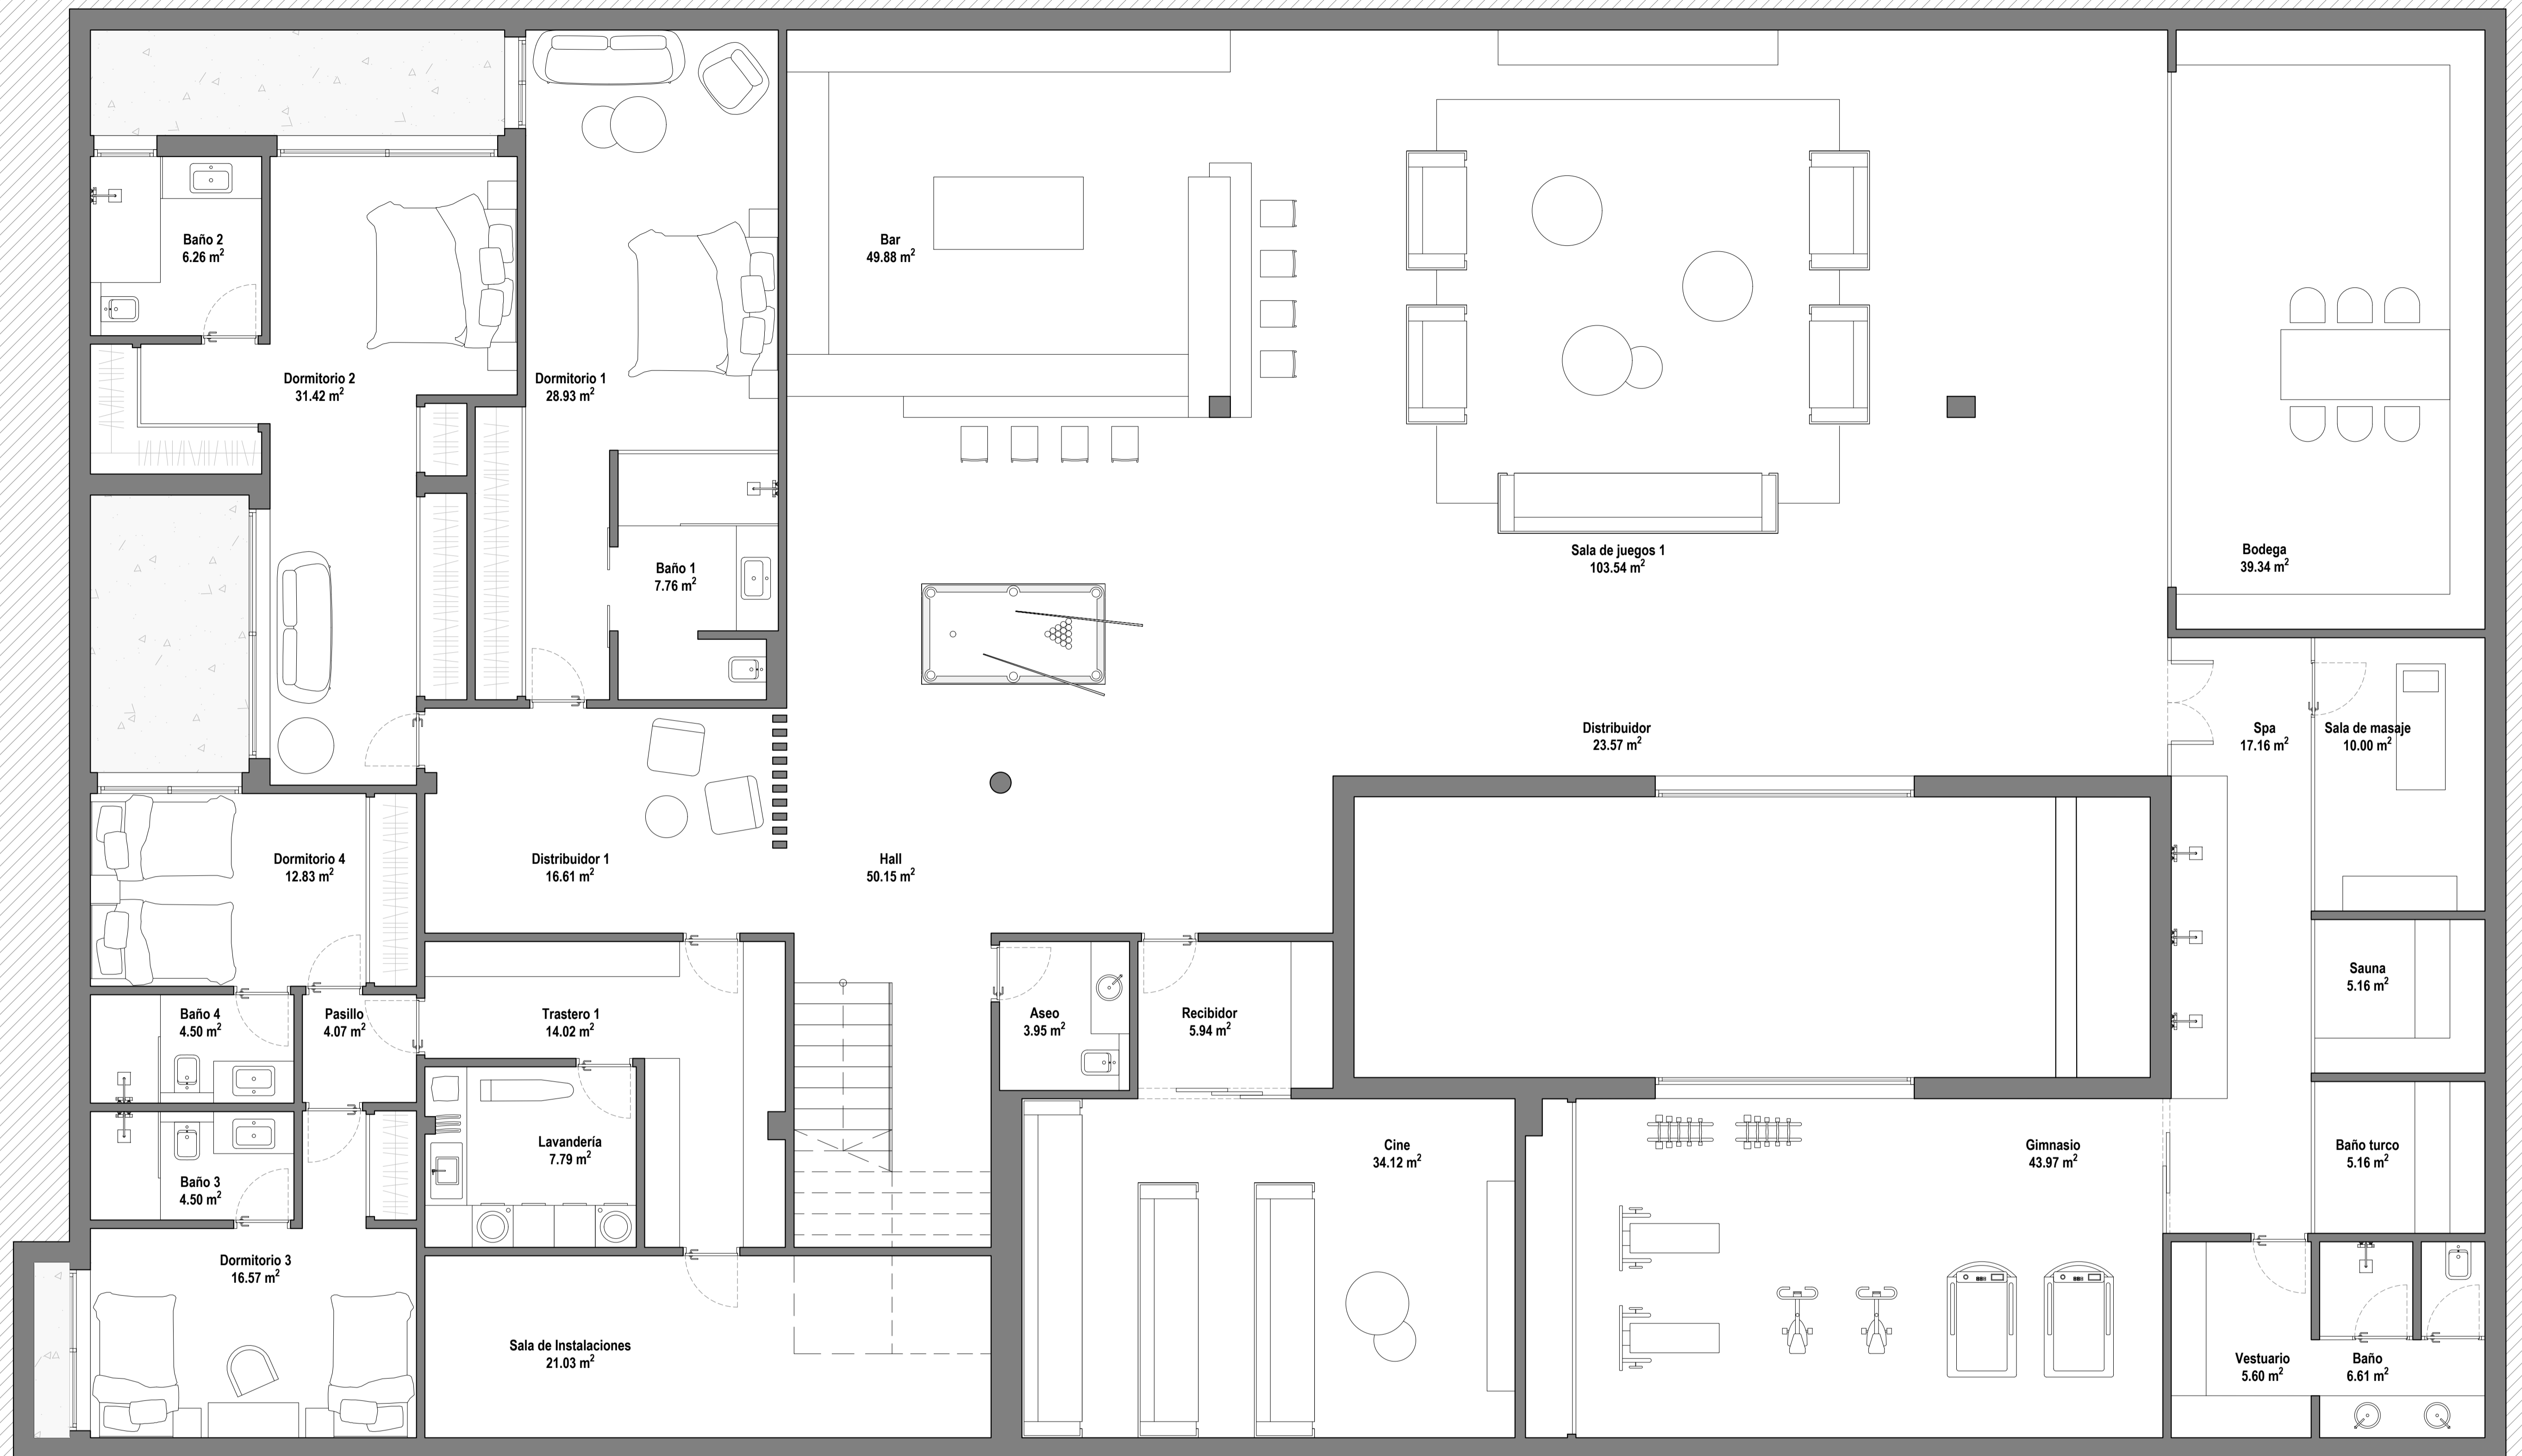 Baño 2
6.26 m²
Bar
49.88 m²
Dormitorio 2
31.42 m²
Dormitorio 1
28.93 m²
Sala de juegos 1
103.54 m²
Bodega
39.34 m²
Baño 1
7.76 m²
Distribuidor
23.57 m²
Spa
17.16 m²
Sala de masaje
10.00 m²
Dormitorio 4
12.83 m²
Distribuidor 1
16.61 m²
Hall
50.15 m²
Sauna
5.16 m²
Baño 4
4.50 m²
Pasillo
4.07 m²
Trastero 1
14.02 m²
Aseo
3.95 m²
Recibidor
5.94 m²
Lavandería
7.79 m²
Cine
34.12 m²
Gimnasio
43.97 m²
Baño turco
5.16 m²
Baño 3
4.50 m²
Dormitorio 3
16.57 m²
Sala de Instalaciones
21.03 m²
Vestuario
5.60 m²
Baño
6.61 m²